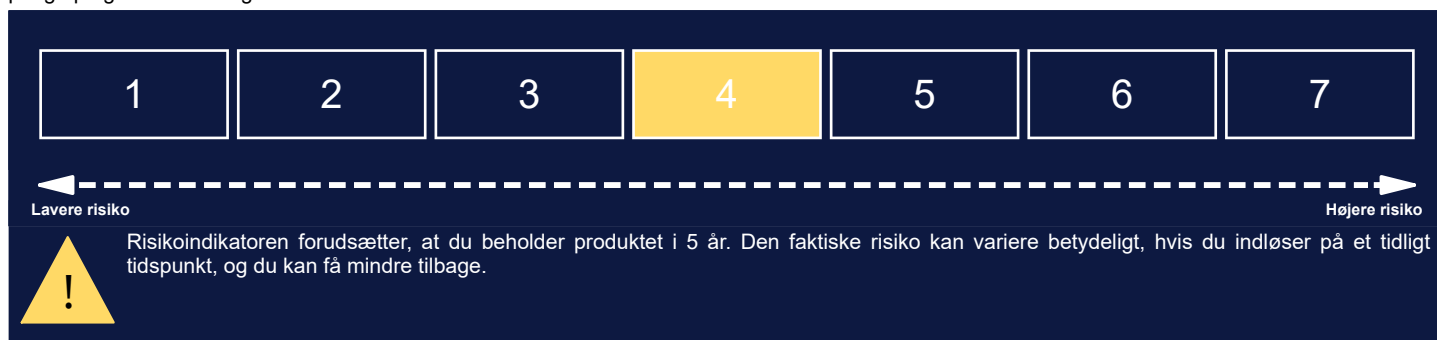 1 2 3 4 5 6 7
Lavere risiko Højere risiko
Risikoindikatoren forudsætter, at du beholder produktet i 5 år. Den faktiske risiko kan variere betydeligt, hvis du indløser på et tidligt
tidspunkt, og du kan få mindre tilbage.
!